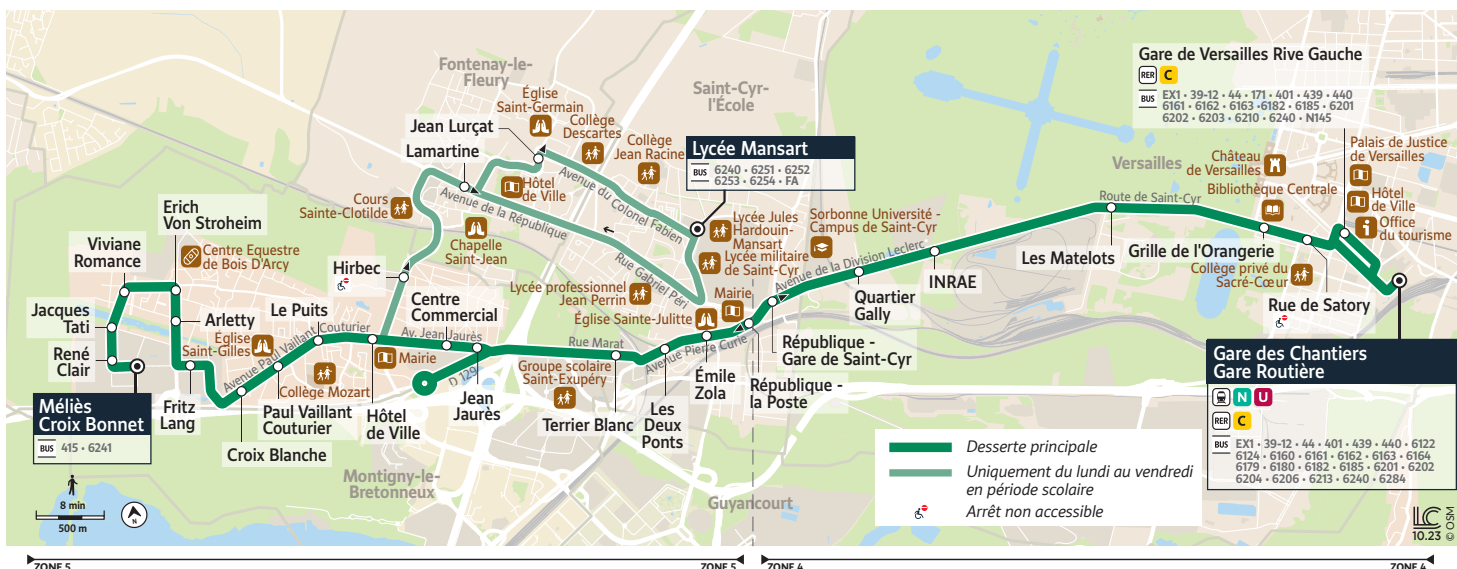 Fontenay-le-
Fleury
Saint-Cyr-
l'École
Versailles
Montigny-le-
Bretonneux
Guyancourt
Gare de Versailles Rive Gauche
RER C
BUS EX1 • 39-12 • 44 • 171 • 401 • 439 • 440
6161 • 6162 • 6163 • 6182 • 6185 • 6201
6202 • 6203 • 6210 • 6240 • N145
Église
Saint-Germain
Collège
Descartes
Collège
Jean Racine
Jean Lurçat
Lamartine
Hôtel
de Ville
Lycée Mansart
BUS 6240 • 6251 • 6252
6253 • 6254 • FA
Avenue du Colonel Fabien
Avenue de la République
Rue Gabriel Péri
Cours
Sainte-Clotilde
Chapelle
Saint-Jean
Lycée Jules
Hardouin-
Mansart
Lycée militaire
de Saint-Cyr
Sorbonne Université -
Campus de Saint-Cyr
Château
de Versailles
Bibliothèque Centrale
Palais de Justice
de Versailles
Hôtel
de Ville
Office
du tourisme
Route de Saint-Cyr
Erich
Von Stroheim
Viviane
Romance
Centre Equestre
de Bois D'Arcy
Hirbec
Lycée professionnel
Jean Perrin
Mairie
Église Sainte-Julitte
Avenue de la Division Leclerc
INRAE
Les Matelots
Grille de l'Orangerie
Collège privé du
Sacré-Cœur
Rue de Satory
Jacques
Tati
René
Clair
Arletty
Église
Saint-Gilles
Le Puits
Centre
Commercial
Avenue Paul Vaillant Couturier
Av. Jean Jaurès
Mairie
Collège Mozart
D 129
Rue Marat
Avenue Pierre Curie
Quartier
Gally
République -
Gare de Saint-Cyr
République -
la Poste
Émile
Zola
Les
Deux
Ponts
Terrier Blanc
Groupe scolaire
Saint-Exupéry
Jean
Jaurès
Hôtel
de Ville
Paul Vaillant
Couturier
Croix Blanche
Fritz
Lang
Méliès
Croix Bonnet
BUS 415 • 6241
Gare des Chantiers
Gare Routière
N U
RER C
BUS EX1 • 39-12 • 44 • 401 • 439 • 440 • 6122
6124 • 6160 • 6161 • 6162 • 6163 • 6164
6179 • 6180 • 6182 • 6185 • 6201 • 6202
6204 • 6206 • 6213 • 6240 • 6284
Desserte principale
Uniquement du lundi au vendredi
en période scolaire
Arrêt non accessible
8 min
500 m
N
LC
10.23
© OSM
ZONE 5
ZONE 5
ZONE 4
ZONE 4